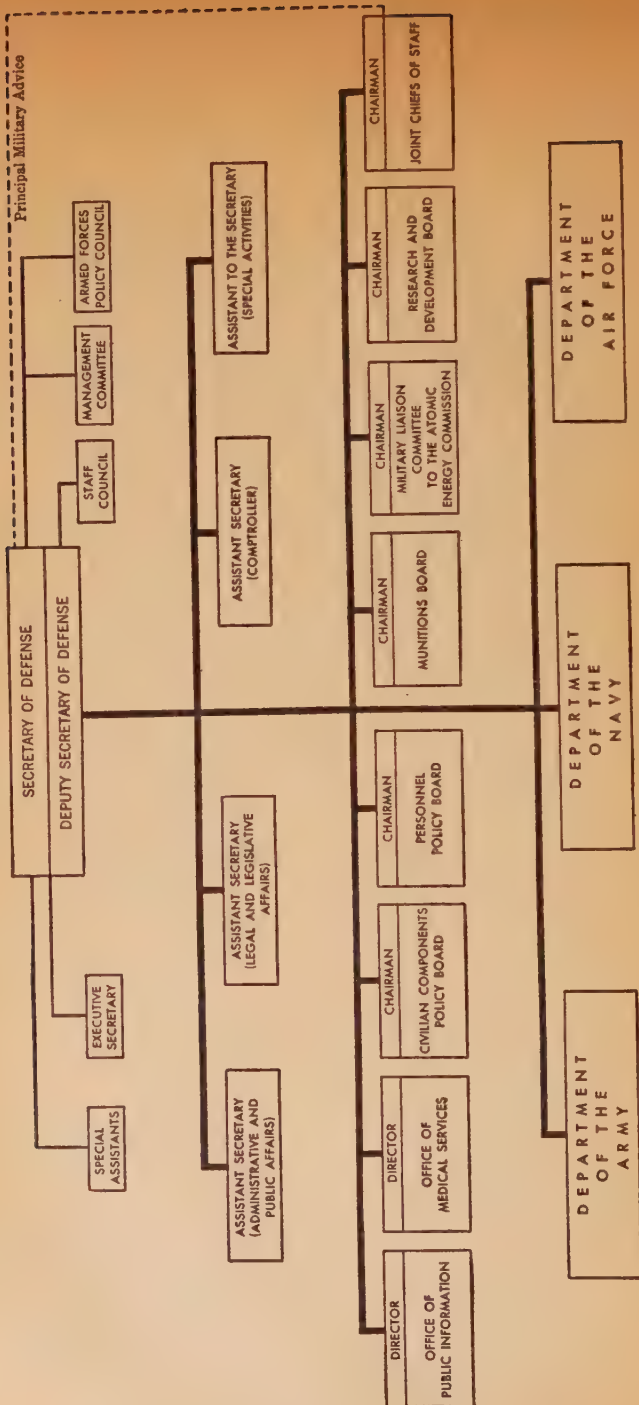 Principal Military Advice
SECRETARY OF DEFENSE
DEPUTY SECRETARY OF DEFENSE
SPECIAL
ASSISTANTS
EXECUTIVE
SECRETARY
STAFF
COUNCIL
MANAGEMENT
COMMITTEE
ARMED FORCES
POLICY COUNCIL
ASSISTANT SECRETARY
(ADMINISTRATIVE AND
PUBLIC AFFAIRS)
ASSISTANT SECRETARY
(LEGAL AND LEGISLATIVE
AFFAIRS)
ASSISTANT SECRETARY
(COMPTROLLER)
ASSISTANT TO THE SECRETARY
(SPECIAL ACTIVITIES)
DIRECTOR
OFFICE OF
PUBLIC INFORMATION
DIRECTOR
OFFICE OF
MEDICAL SERVICES
CHAIRMAN
CIVILIAN COMPONENTS
POLICY BOARD
CHAIRMAN
PERSONNEL
POLICY BOARD
CHAIRMAN
MUNITIONS BOARD
CHAIRMAN
MILITARY LIAISON
COMMITTEE
TO THE ATOMIC
ENERGY COMMISSION
CHAIRMAN
RESEARCH AND
DEVELOPMENT BOARD
CHAIRMAN
JOINT CHIEFS OF STAFF
DEPARTMENT
OF THE
ARMY
DEPARTMENT
OF THE
NAVY
DEPARTMENT
OF THE
AIR FORCE